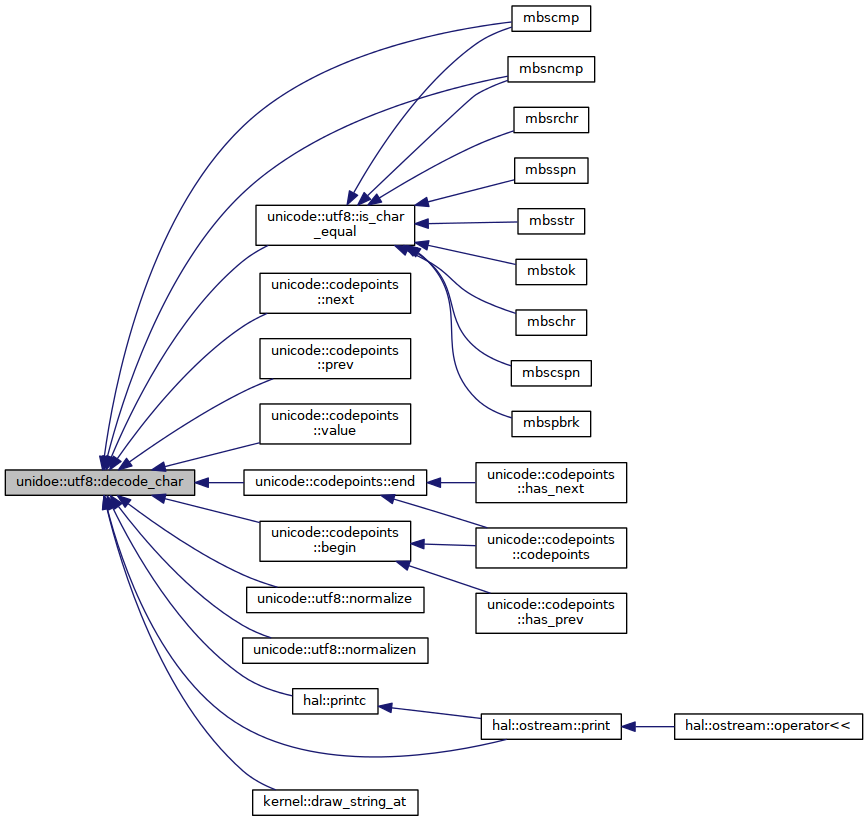 mbscmp
mbsncmp
mbsrchr
mbsspn
unicode::utf8::is_char
_equal
mbsstr
mbstok
unicode::codepoints
::next
mbschr
unicode::codepoints
::prev
mbscspn
unicode::codepoints
::value
mbspbrk
unidoe::utf8::decode_char
unicode::codepoints::end
unicode::codepoints
::has_next
unicode::codepoints
::begin
unicode::codepoints
::codepoints
unicode::utf8::normalize
unicode::codepoints
::has_prev
unicode::utf8::normalizen
hal::printc
hal::ostream::print
hal::ostream::operator<<
kernel::draw_string_at